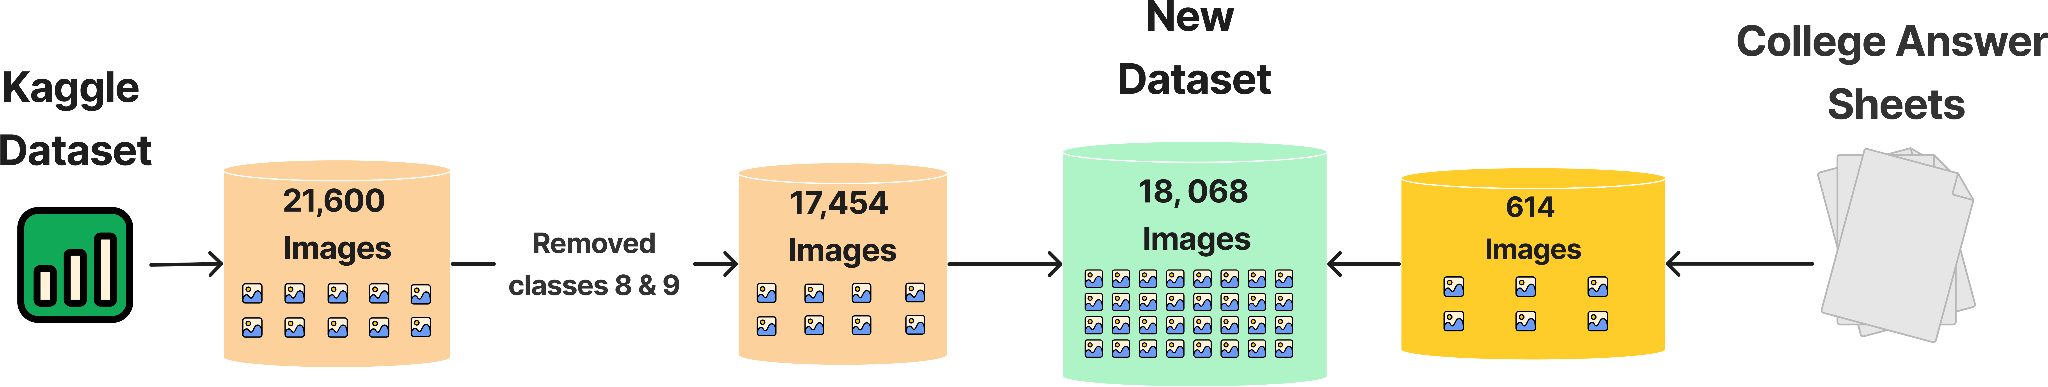 Kaggle
Dataset
21,600
Images
Removed
classes 8 & 9
17,454
Images
New
Dataset
18, 068
Images
614
Images
College Answer
Sheets